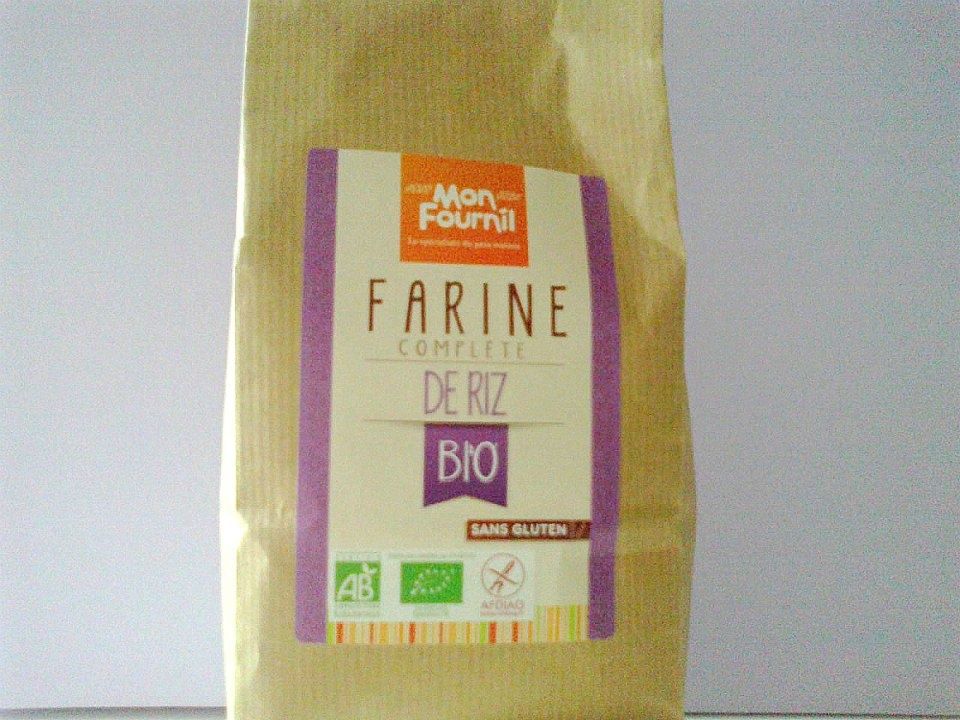 Mon
Fournil
FARINE
COMPLÈTE
DE RIZ
BIO
SANS GLUTEN
AB
AFDIAG